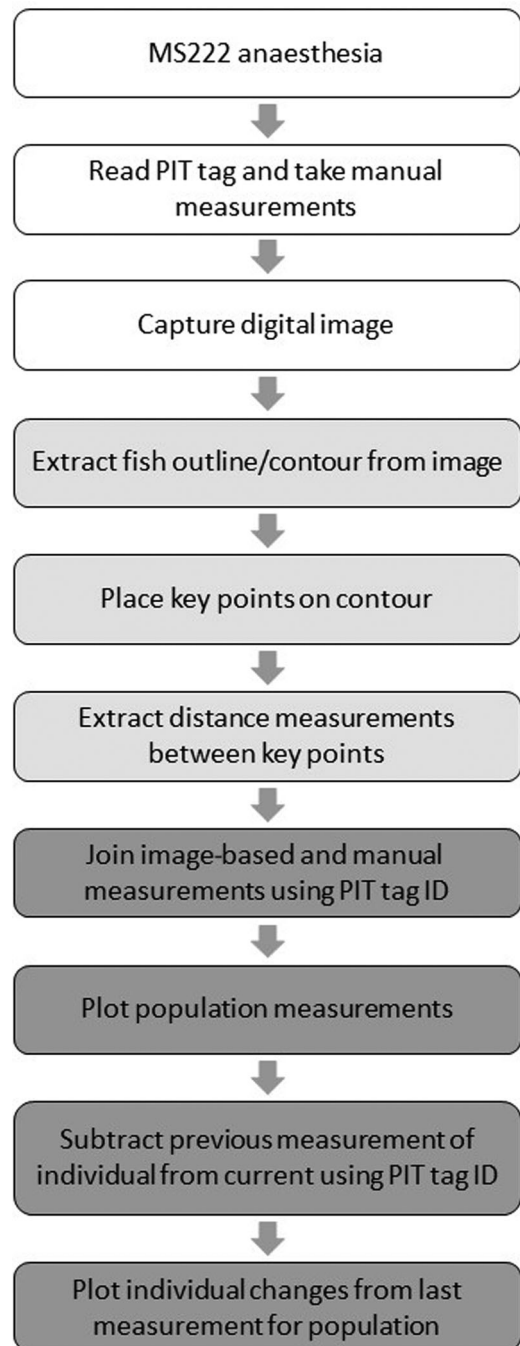 MS222 anaesthesia
Read PIT tag and take manual
measurements
Capture digital image
Extract fish outline/contour from image
Place key points on contour
Extract distance measurements
between key points
Join image-based and manual
measurements using PIT tag ID
Plot population measurements
Subtract previous measurement of
individual from current using PIT tag ID
Plot individual changes from last
measurement for population